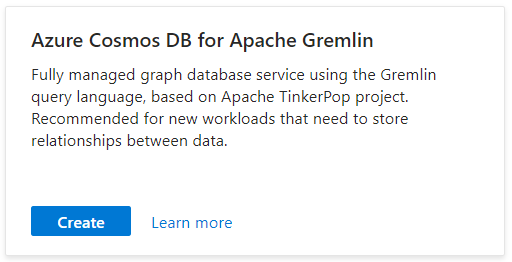 Azure Cosmos DB for Apache Gremlin
Fully managed graph database service using the Gremlin
query language, based on Apache TinkerPop project.
Recommended for new workloads that need to store
relationships between data.
Create
Learn more